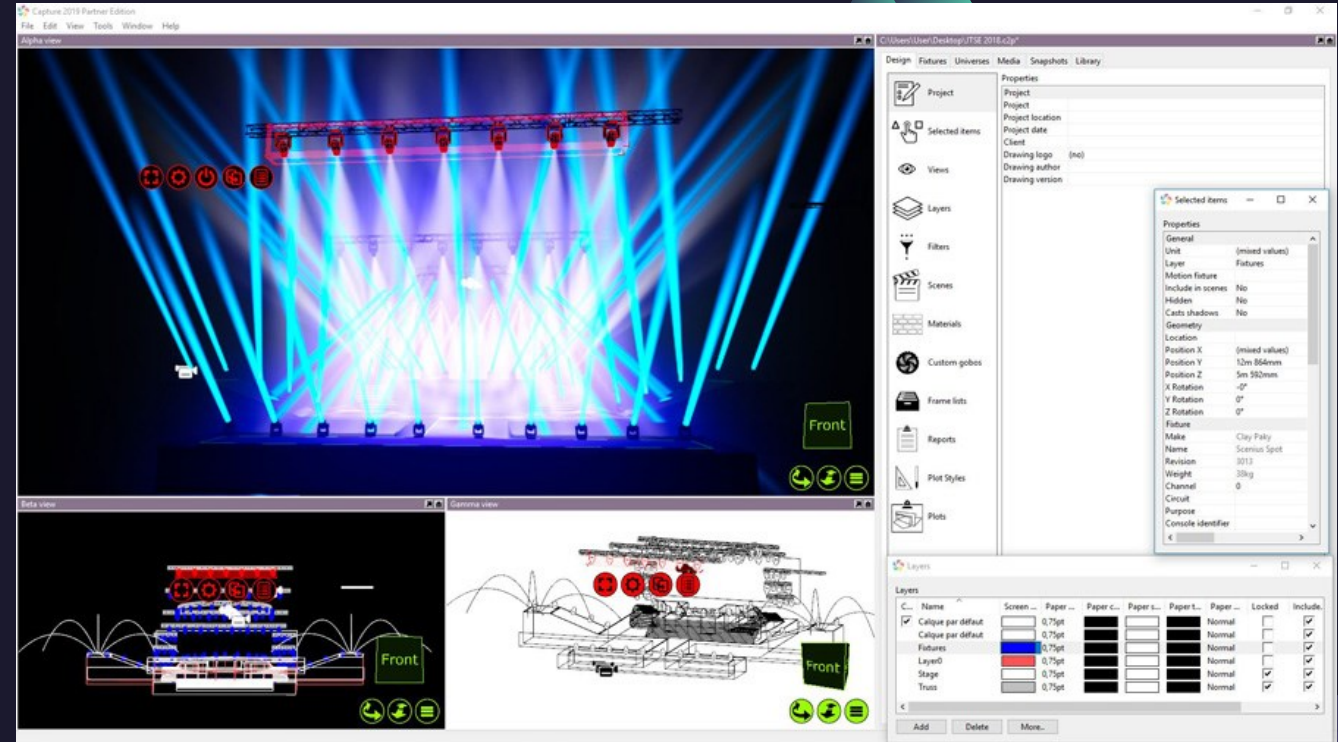 Capture 2019 Partner Edition
File Edit View Tools Window Help
Alpha view
Front
Beta view
Front
Gamma view
Front
C:\Users\User\Desktop\JTSE 2018.c2p*
Design Fixtures Universes Media Snapshots Library
Project
Selected items
Views
Layers
Filters
Scenes
Materials
Custom gobos
Frame lists
Reports
Plot Styles
Plots
Properties
Project
Project
Project location
Project date
Client
Drawing logo (no)
Drawing author
Drawing version
Selected items
Properties
General
Unit (mixed values)
Layer Fixtures
Motion fixture
Include in scenes No
Hidden No
Casts shadows No
Geometry
Location
Position X (mixed values)
Position Y 12m 864mm
Position Z 5m 592mm
X Rotation -0°
Y Rotation 0°
Z Rotation 0°
Fixture
Make Clay Paky
Name Scenius Spot
Revision 3013
Weight 38kg
Channel 0
Circuit
Purpose
Console identifier
Layers
Layers
C... Name Screen ... Paper ... Paper c... Paper s... Paper t... Paper ... Locked Include.
Calque par défaut 0,75pt Normal
Calque par défaut 0,75pt Normal
Fixtures 0,75pt Normal
Layer0 0,75pt Normal
Stage 0,75pt Normal
Truss 0,75pt Normal
Add Delete More..